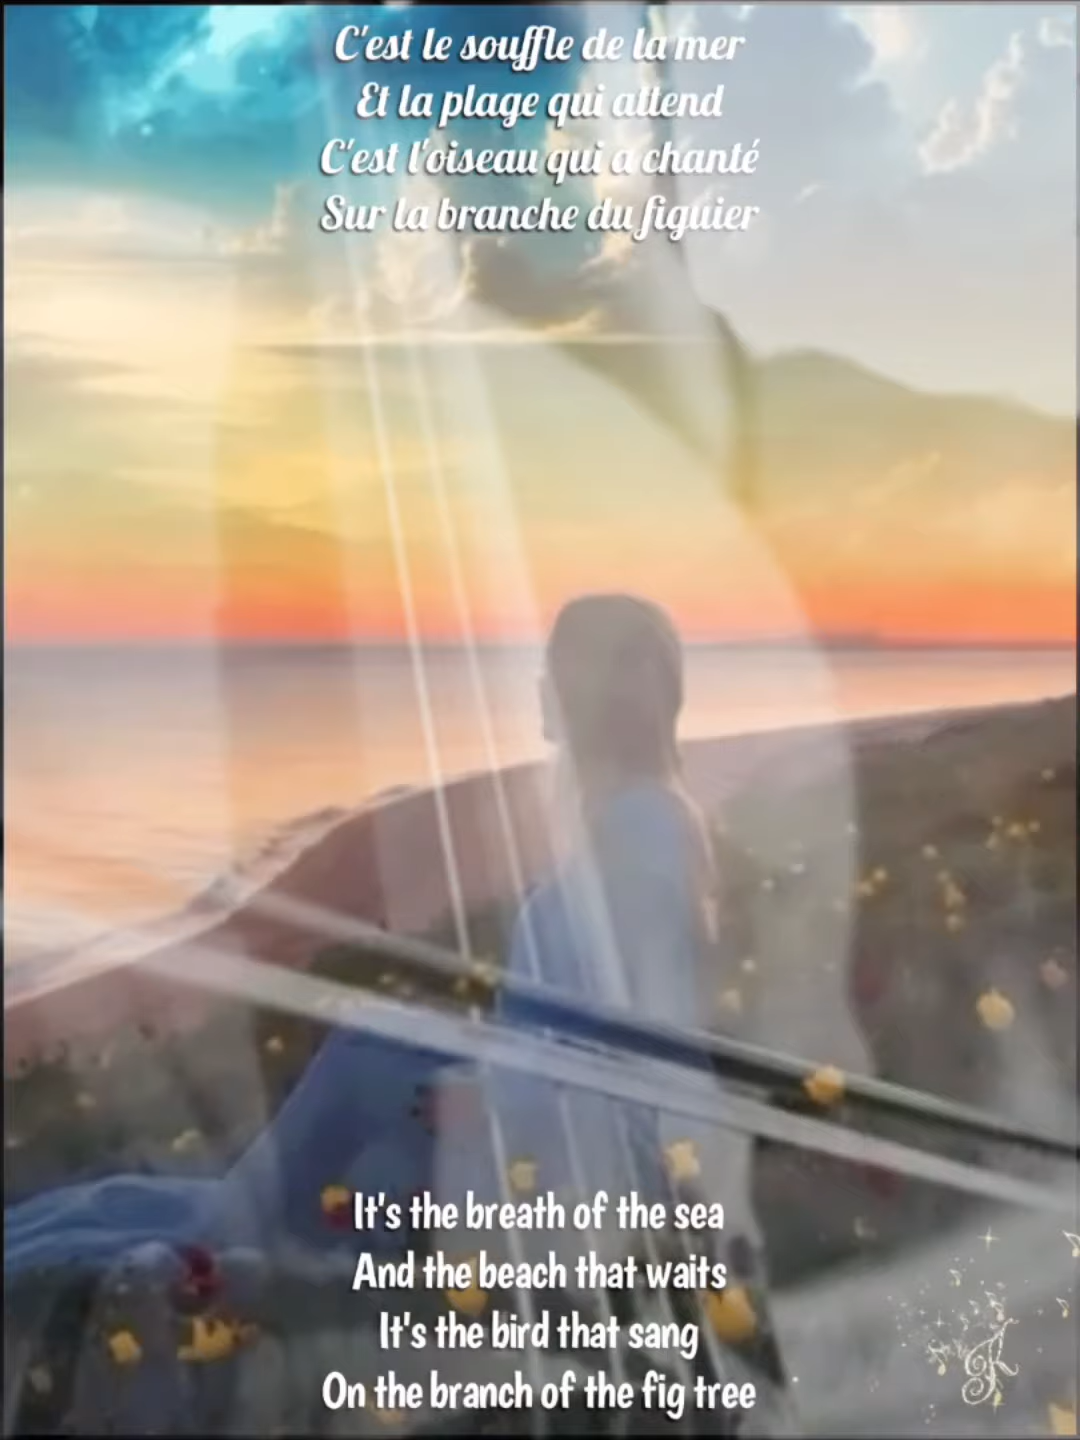 C'est le souffle de la mer
Et la plage qui attend
C'est l'oiseau qui a chanté
Sur la branche du figuier
It's the breath of the sea
And the beach that waits
It's the bird that sang
On the branch of the fig tree